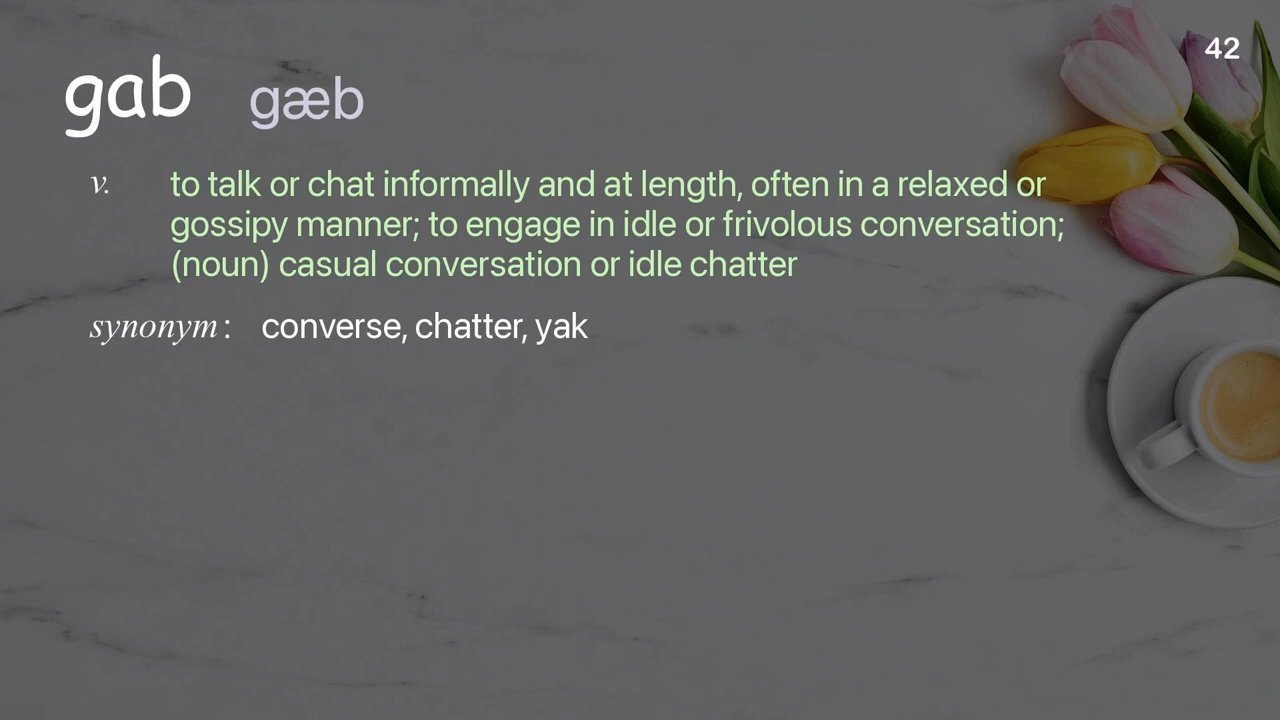 42
gab gæb
v. to talk or chat informally and at length, often in a relaxed or
gossipy manner; to engage in idle or frivolous conversation;
(noun) casual conversation or idle chatter
synonym: converse, chatter, yak